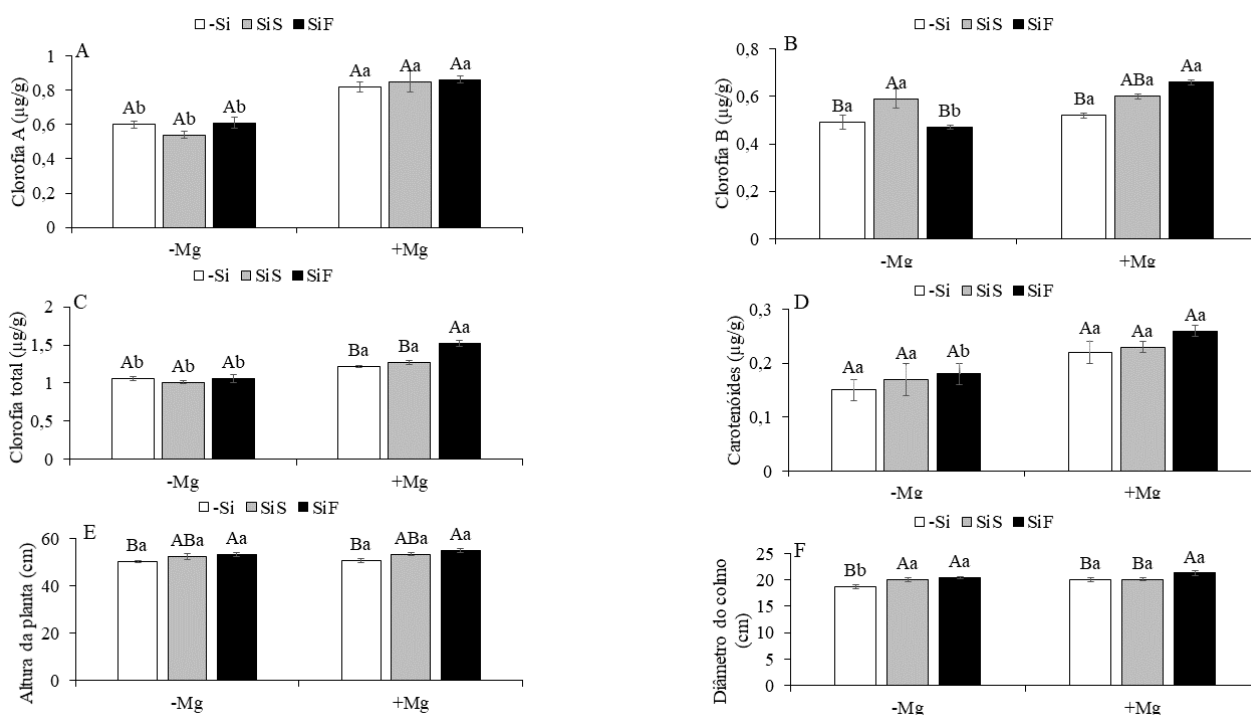 -Si SiS SiF
A
Clorofia A (µg/g)
1
0,8
0,6
0,4
0,2
0
Ab Ab Ab Aa Aa Aa
-Mg +Mg
-Si SiS SiF
B
Clorofia B (µg/g)
0,8
0,6
0,4
0,2
0
Ba Aa Bb Ba ABa Aa
-Mg +Mg
-Si SiS SiF
C
Clorofia total (µg/g)
2
1,5
1
0,5
0
Ab Ab Ab Ba Ba Aa
-Mg +Mg
-Si SiS SiF
D
Carotenóides (µg/g)
0,3
0,2
0,1
0
Aa Aa Ab Aa Aa Aa
-Mg +Mg
-Si SiS SiF
E
Altura da planta (cm)
60
40
20
0
Ba ABa Aa Ba ABa Aa
-Mg +Mg
-Si SiS SiF
F
Diâmetro do colmo
(cm)
25
20
15
10
5
0
Bb Aa Aa Ba Ba Aa
-Mg +Mg